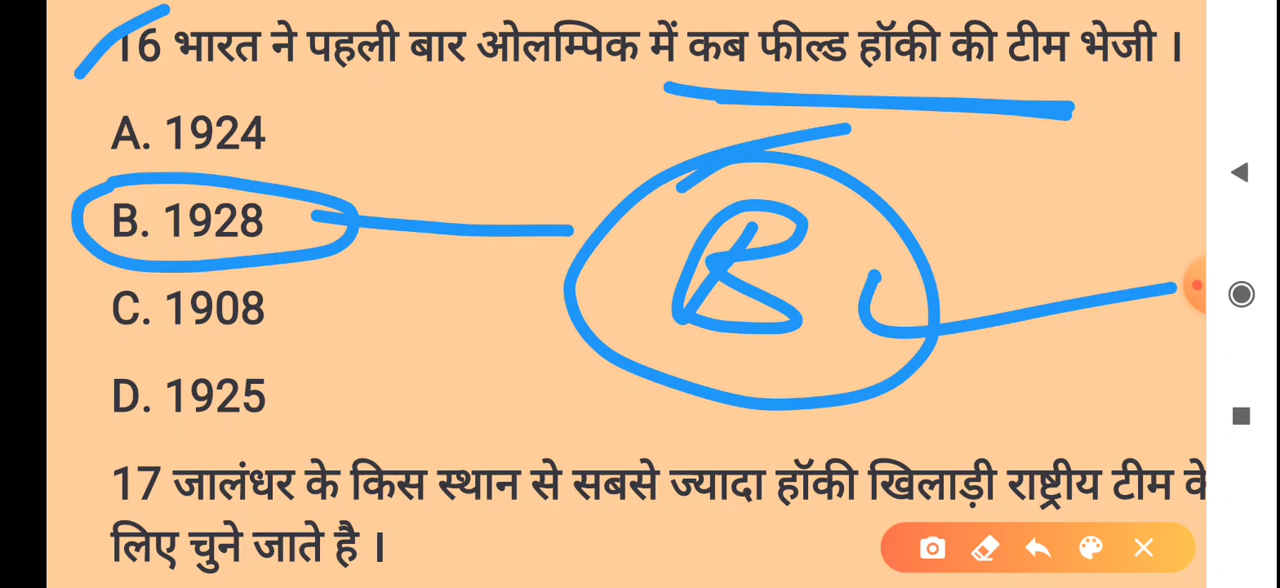 16 भारत ने पहली बार ओलम्पिक में कब फील्ड हॉकी की टीम भेजी ।
A. 1924
B. 1928
B
C. 1908
D. 1925
17 जालंधर के किस स्थान से सबसे ज्यादा हॉकी खिलाड़ी राष्ट्रीय टीम के
लिए चुने जाते है ।